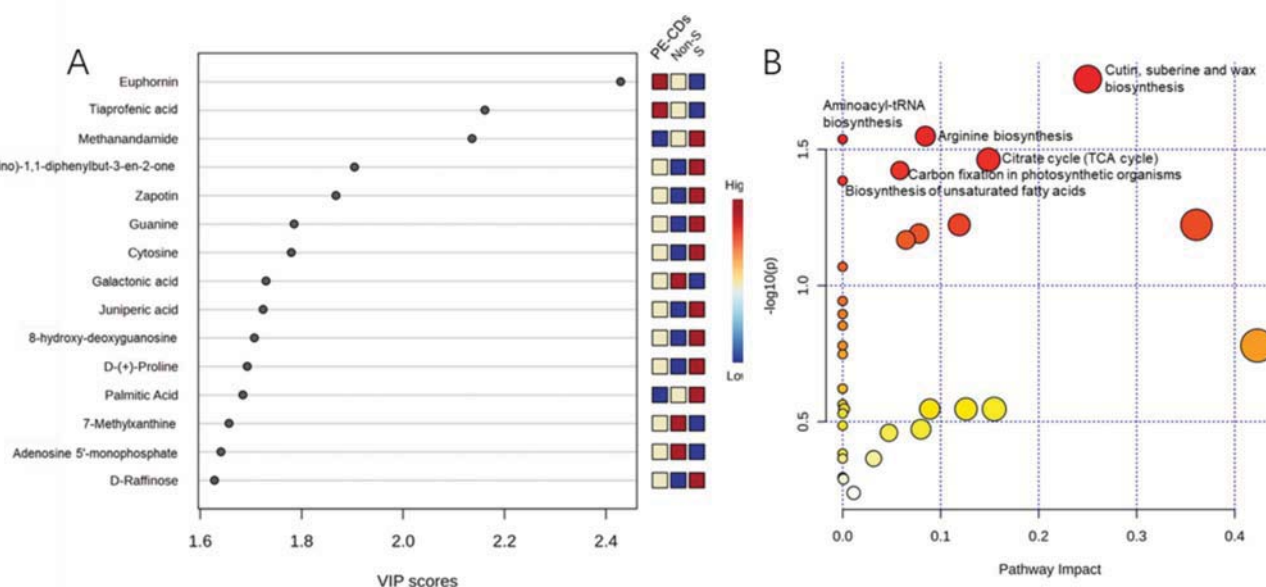 A
PE-CDs
Non-S
S
Euphornin
Tiaprofenic acid
Methanandamide
ino)-1,1-diphenylbut-3-en-2-one
Zapotin
Guanine
Cytosine
Galactonic acid
Juniperic acid
8-hydroxy-deoxyguanosine
D-(+)-Proline
Palmitic Acid
7-Methylxanthine
Adenosine 5'-monophosphate
D-Raffinose
1.6 1.8 2.0 2.2 2.4
VIP scores
Hig
Lov
B
Cutin, suberine and wax
biosynthesis
Aminoacyl-tRNA
biosynthesis
Arginine biosynthesis
Citrate cycle (TCA cycle)
Carbon fixation in photosynthetic organisms
Biosynthesis of unsaturated fatty acids
-log10(p)
1.5
1.0
0.5
0.0 0.1 0.2 0.3 0.4
Pathway Impact